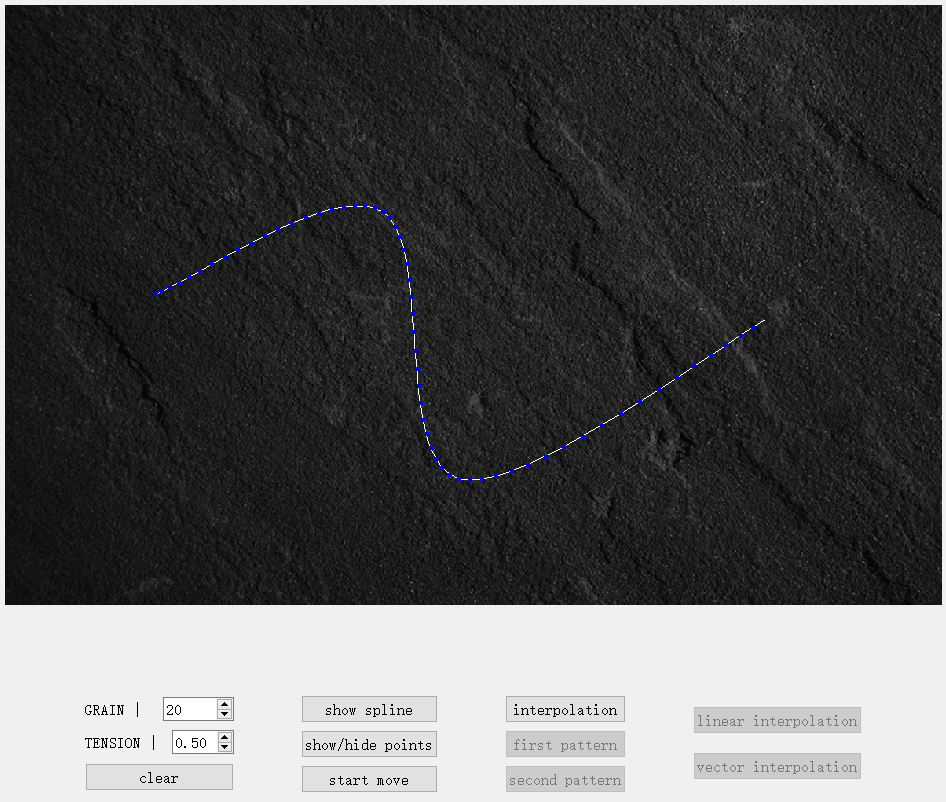 GRAIN | 20 show spline interpolation linear interpolation
TENSION | 0.50 show/hide points first pattern vector interpolation
clear start move second pattern